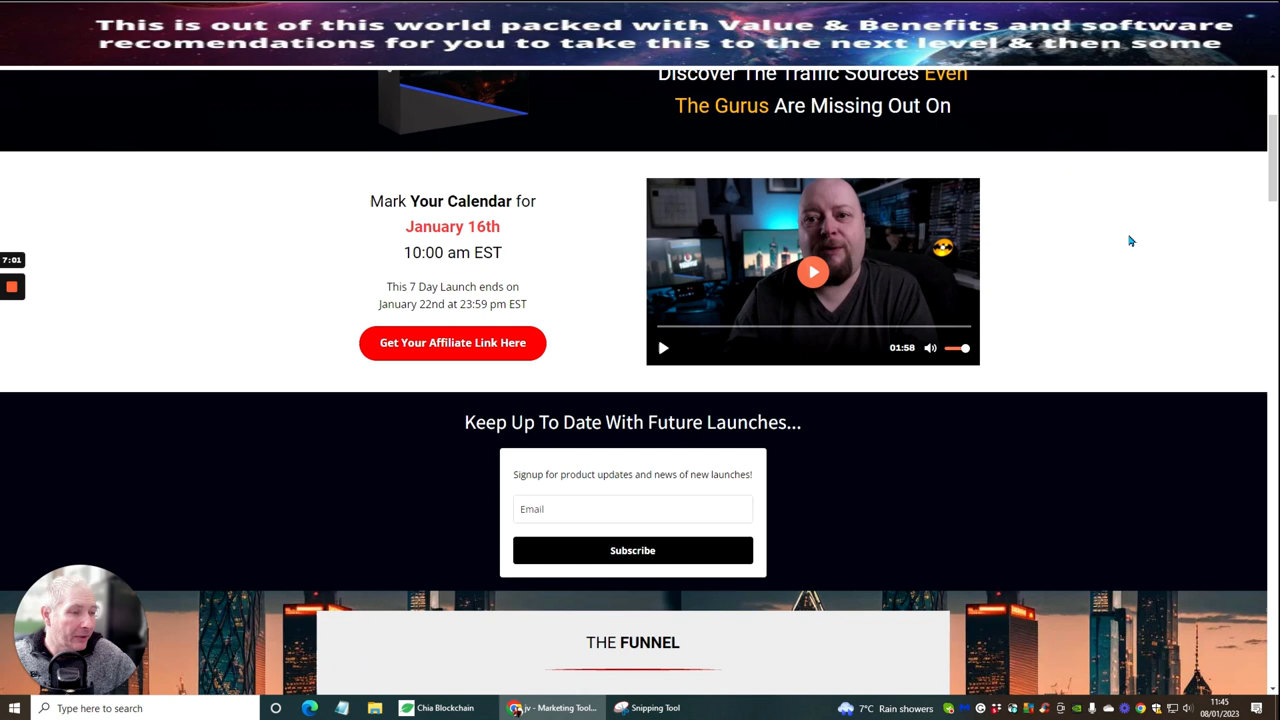 This is out of this world packed with Value & Benefits and software
recomendations for you to take this to the next level & then some
Discover The Traffic Sources Even
The Gurus Are Missing Out On
Mark Your Calendar for
January 16th
10:00 am EST
This 7 Day Launch ends on
January 22nd at 23:59 pm EST
Get Your Affiliate Link Here
01:58
7:01
Keep Up To Date With Future Launches...
Signup for product updates and news of new launches!
Email
Subscribe
THE FUNNEL
Type here to search
Chia Blockchain
jv - Marketing Tool...
Snipping Tool
7°C Rain showers
11:45
08/01/2023